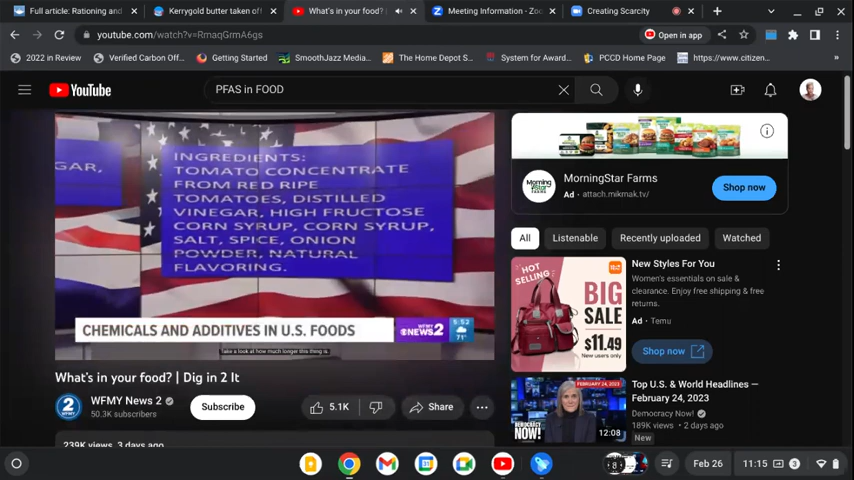 Full article: Rationing and
Kerrygold butter taken of
What's in your food? |
Meeting Information - Zoo
Creating Scarcity
youtube.com/watch?v=RmaqGrmA6gs
Open in app
2022 in Review
Verified Carbon Off...
Getting Started
SmoothJazz Media...
The Home Depot S...
System for Award...
PCCD Home Page
https://www.citizen...
YouTube
PFAS in FOOD
GAR,
INGREDIENTS:
TOMATO CONCENTRATE
FROM RED RIPE
TOMATOES, DISTILLED
VINEGAR, HIGH FRUCTOSE
CORN SYRUP, CORN SYRUP,
SALT, SPICE, ONION
POWDER, NATURAL
FLAVORING.
CHEMICALS AND ADDITIVES IN U.S. FOODS
WFMY NEWS 2
5:52
71°
Take a look at how much longer this thing is.
What's in your food? | Dig in 2 It
2
WFMY News 2
50.3K subscribers
Subscribe
5.1K
Share
239K views 3 days ago
Morning Star FARMS
MorningStar Farms
Ad · attach.mikmak.tv/
Shop now
All
Listenable
Recently uploaded
Watched
HOT SELLING
BIG
SALE
$11.49
New users only
New Styles For You
Women's essentials on sale &
clearance. Enjoy free shipping & free
returns.
Ad · Temu
Shop now
FEBRUARY 24, 2023
DEMOCRACY NOW!
12:08
Top U.S. & World Headlines —
February 24, 2023
Democracy Now!
189K views • 2 days ago
New
8
Feb 26
11:15
3